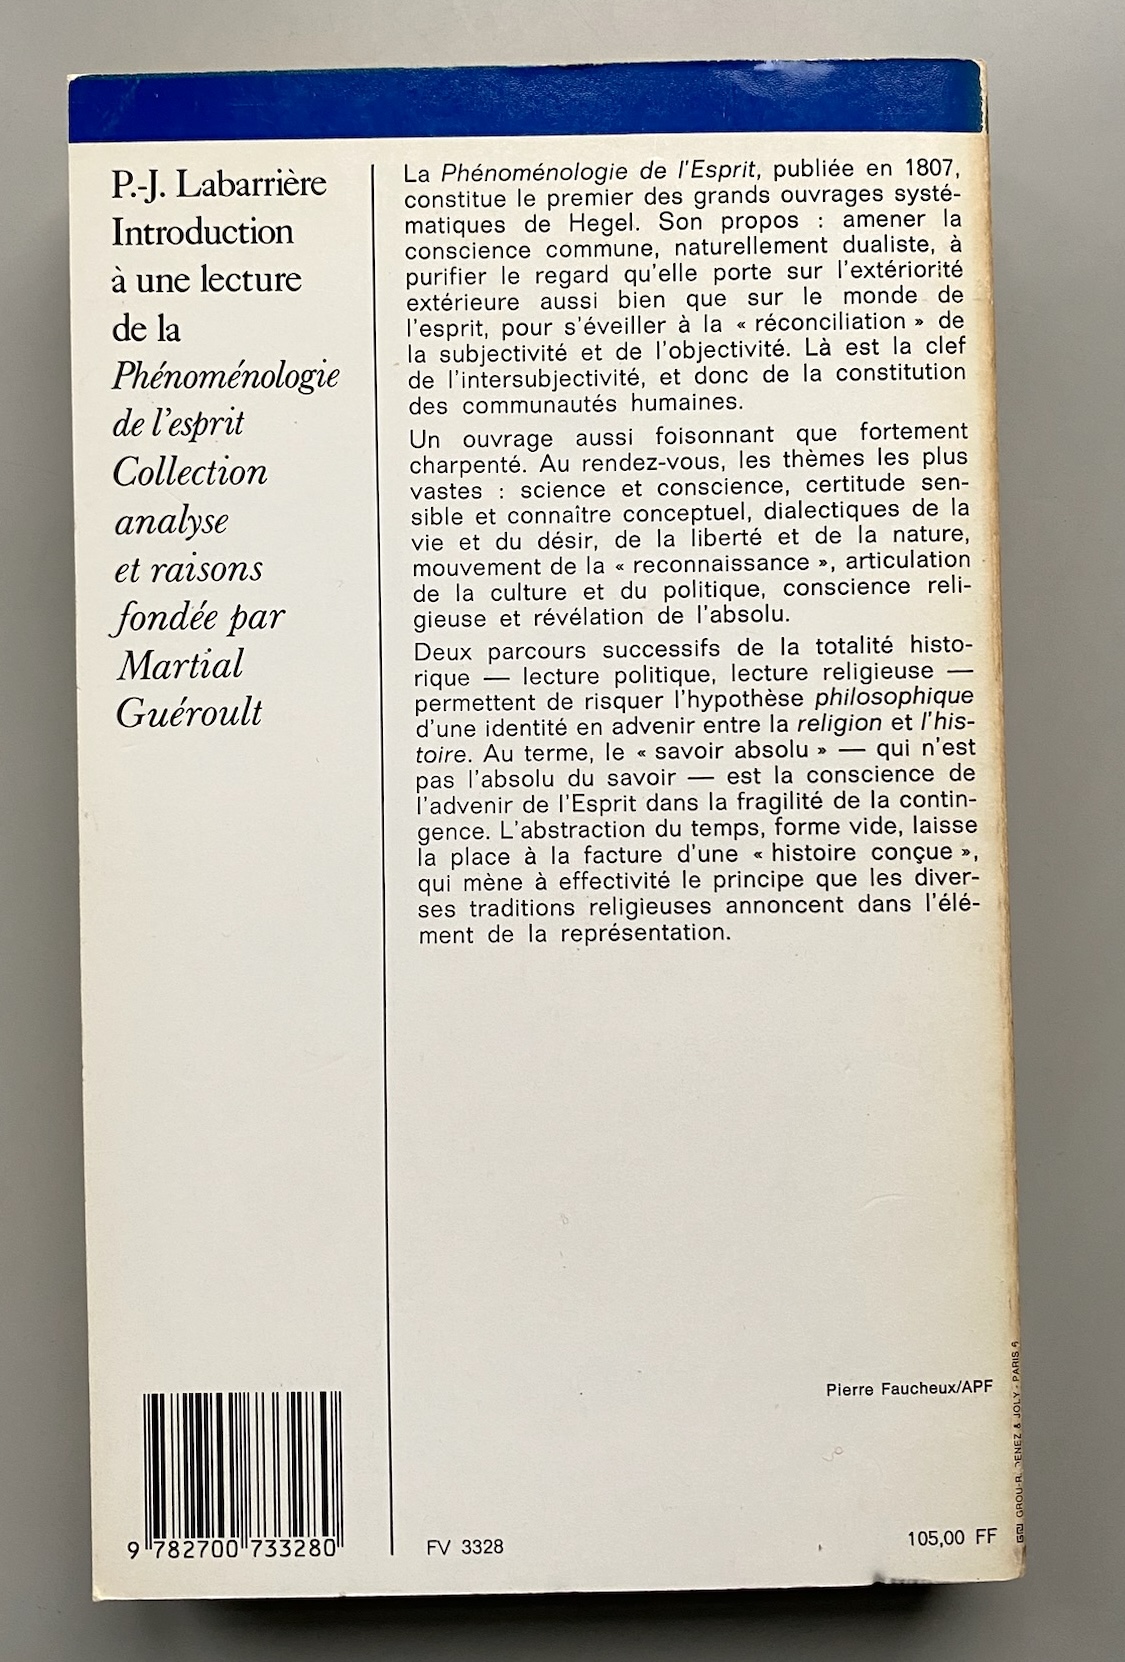 P.-J. Labarrière
Introduction
à une lecture
de la
Phénoménologie
de l'esprit
Collection
analyse
et raisons
fondée par
Martial
Guéroult
La Phénoménologie de l'Esprit, publiée en 1807,
constitue le premier des grands ouvrages systé-
matiques de Hegel. Son propos : amener la
conscience commune, naturellement dualiste, à
purifier le regard qu'elle porte sur l'extériorité
extérieure aussi bien que sur le monde de
l'esprit, pour s'éveiller à la « réconciliation » de
la subjectivité et de l'objectivité. Là est la clef
de l'intersubjectivité, et donc de la constitution
des communautés humaines.
Un ouvrage aussi foisonnant que fortement
charpenté. Au rendez-vous, les thèmes les plus
vastes : science et conscience, certitude sen-
sible et connaître conceptuel, dialectiques de la
vie et du désir, de la liberté et de la nature,
mouvement de la « reconnaissance », articulation
de la culture et du politique, conscience reli-
gieuse et révélation de l'absolu.
Deux parcours successifs de la totalité histo-
rique — lecture politique, lecture religieuse —
permettent de risquer l'hypothèse philosophique
d'une identité en advenir entre la religion et l'his-
toire. Au terme, le « savoir absolu » — qui n'est
pas l'absolu du savoir — est la conscience de
l'advenir de l'Esprit dans la fragilité de la contin-
gence. L'abstraction du temps, forme vide, laisse
la place à la facture d'une « histoire conçue »,
qui mène à effectivité le principe que les diver-
ses traditions religieuses annoncent dans l'élé-
ment de la représentation.
Pierre Faucheux/APF
9 782700 733280
FV 3328
105,00 FF
& JOLY - PARIS